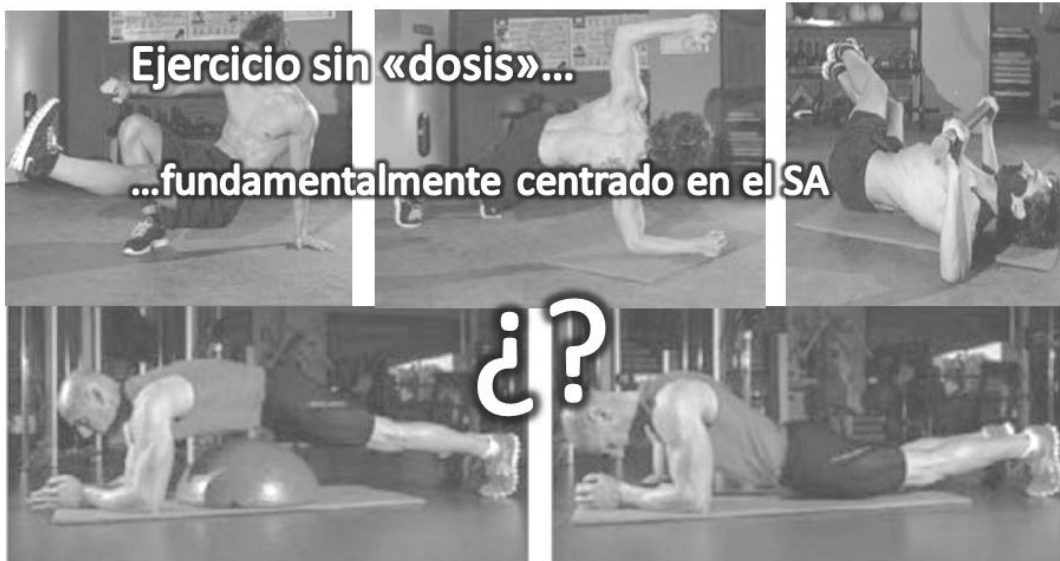 Ejercicio sin «dosis»...
...fundamentalmente centrado en el SA
¿?